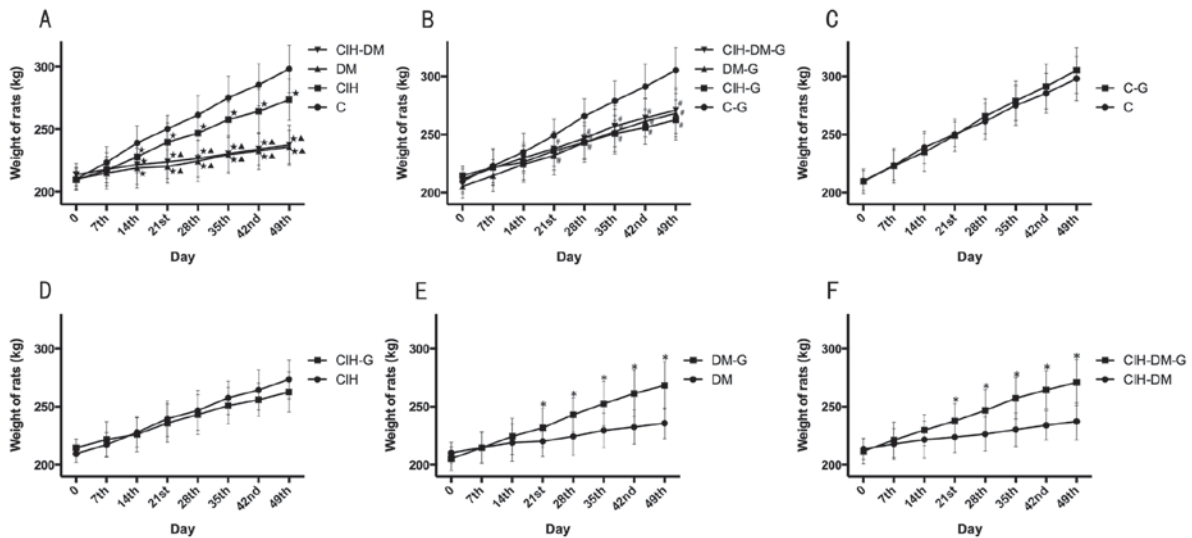 A
Weight of rats (kg)
300
250
200
0
7th
14th
21st
28th
35th
42nd
49th
Day
CIH-DM
DM
CIH
C
B
Weight of rats (kg)
300
250
200
0
7th
14th
21st
28th
35th
42nd
49th
Day
CIH-DM-G
DM-G
CIH-G
C-G
C
Weight of rats (kg)
300
250
200
0
7th
14th
21st
28th
35th
42nd
49th
Day
C-G
C
D
Weight of rats (kg)
300
250
200
0
7th
14th
21st
28th
35th
42nd
49th
Day
CIH-G
CIH
E
Weight of rats (kg)
300
250
200
0
7th
14th
21st
28th
35th
42nd
49th
Day
DM-G
DM
F
Weight of rats (kg)
300
250
200
0
7th
14th
21st
28th
35th
42nd
49th
Day
CIH-DM-G
CIH-DM